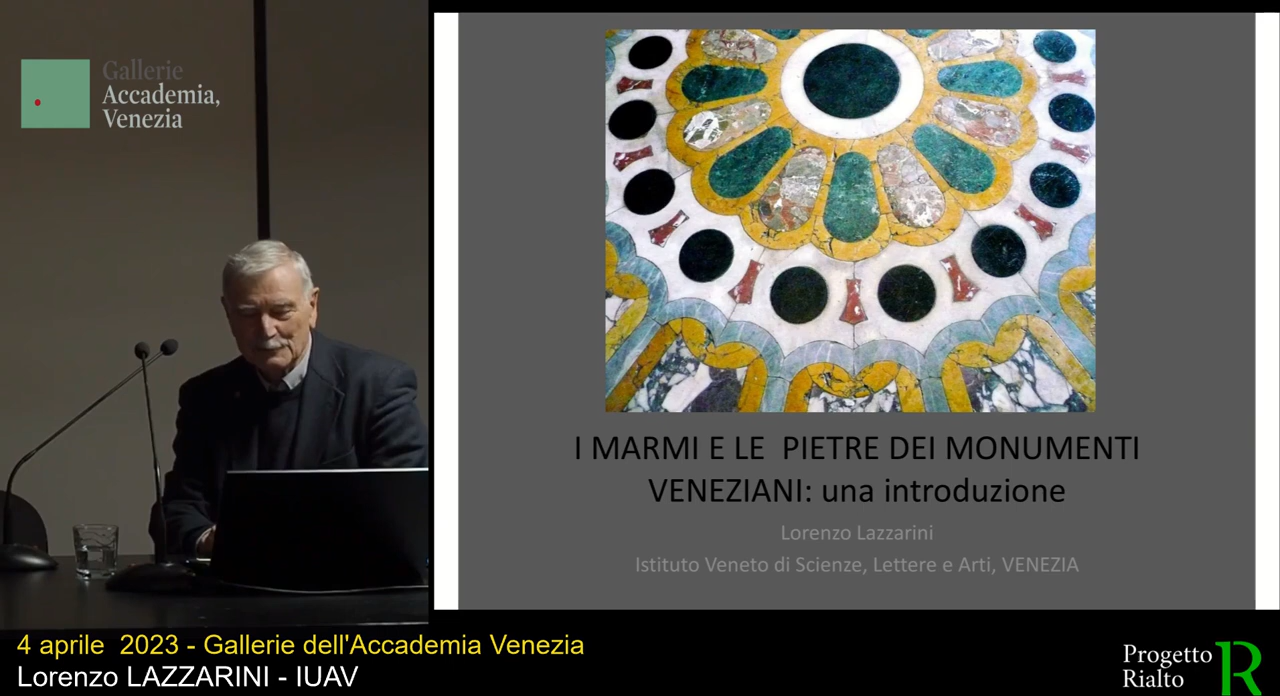 Gallerie
Accademia,
Venezia
I MARMI E LE  PIETRE DEI MONUMENTI
VENEZIANI: una introduzione
Lorenzo Lazzarini
Istituto Veneto di Scienze, Lettere e Arti, VENEZIA
4 aprile  2023 - Gallerie dell'Accademia Venezia
Lorenzo LAZZARINI - IUAV
Progetto
Rialto
R